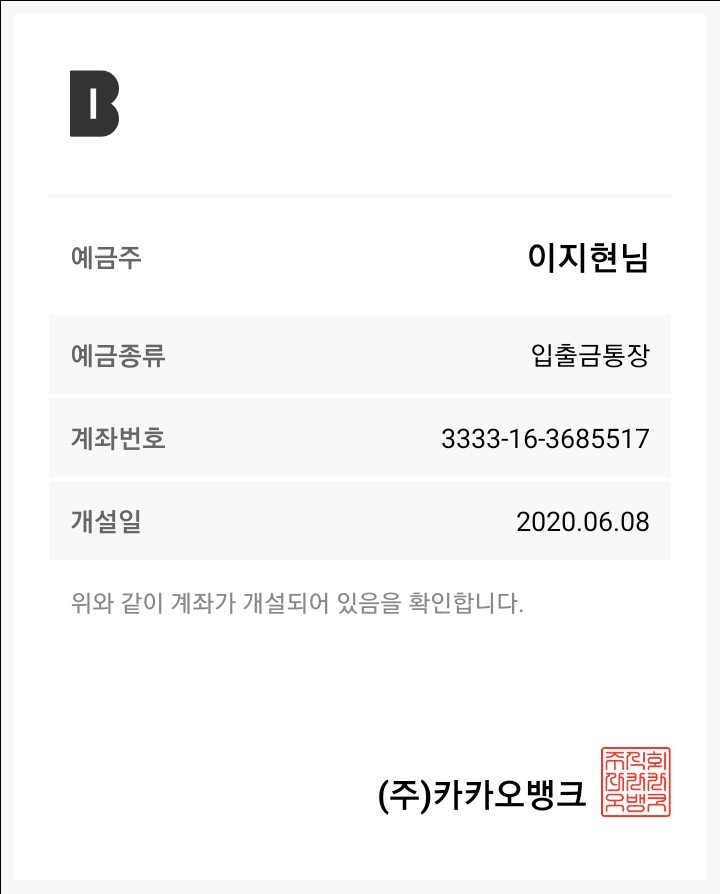 B
예금주 이지현님
예금종류 입출금통장
계좌번호 3333-16-3685517
개설일 2020.06.08
위와 같이 계좌가 개설되어 있음을 확인합니다.
(주)카카오뱅크
주식회
사카카
오뱅크